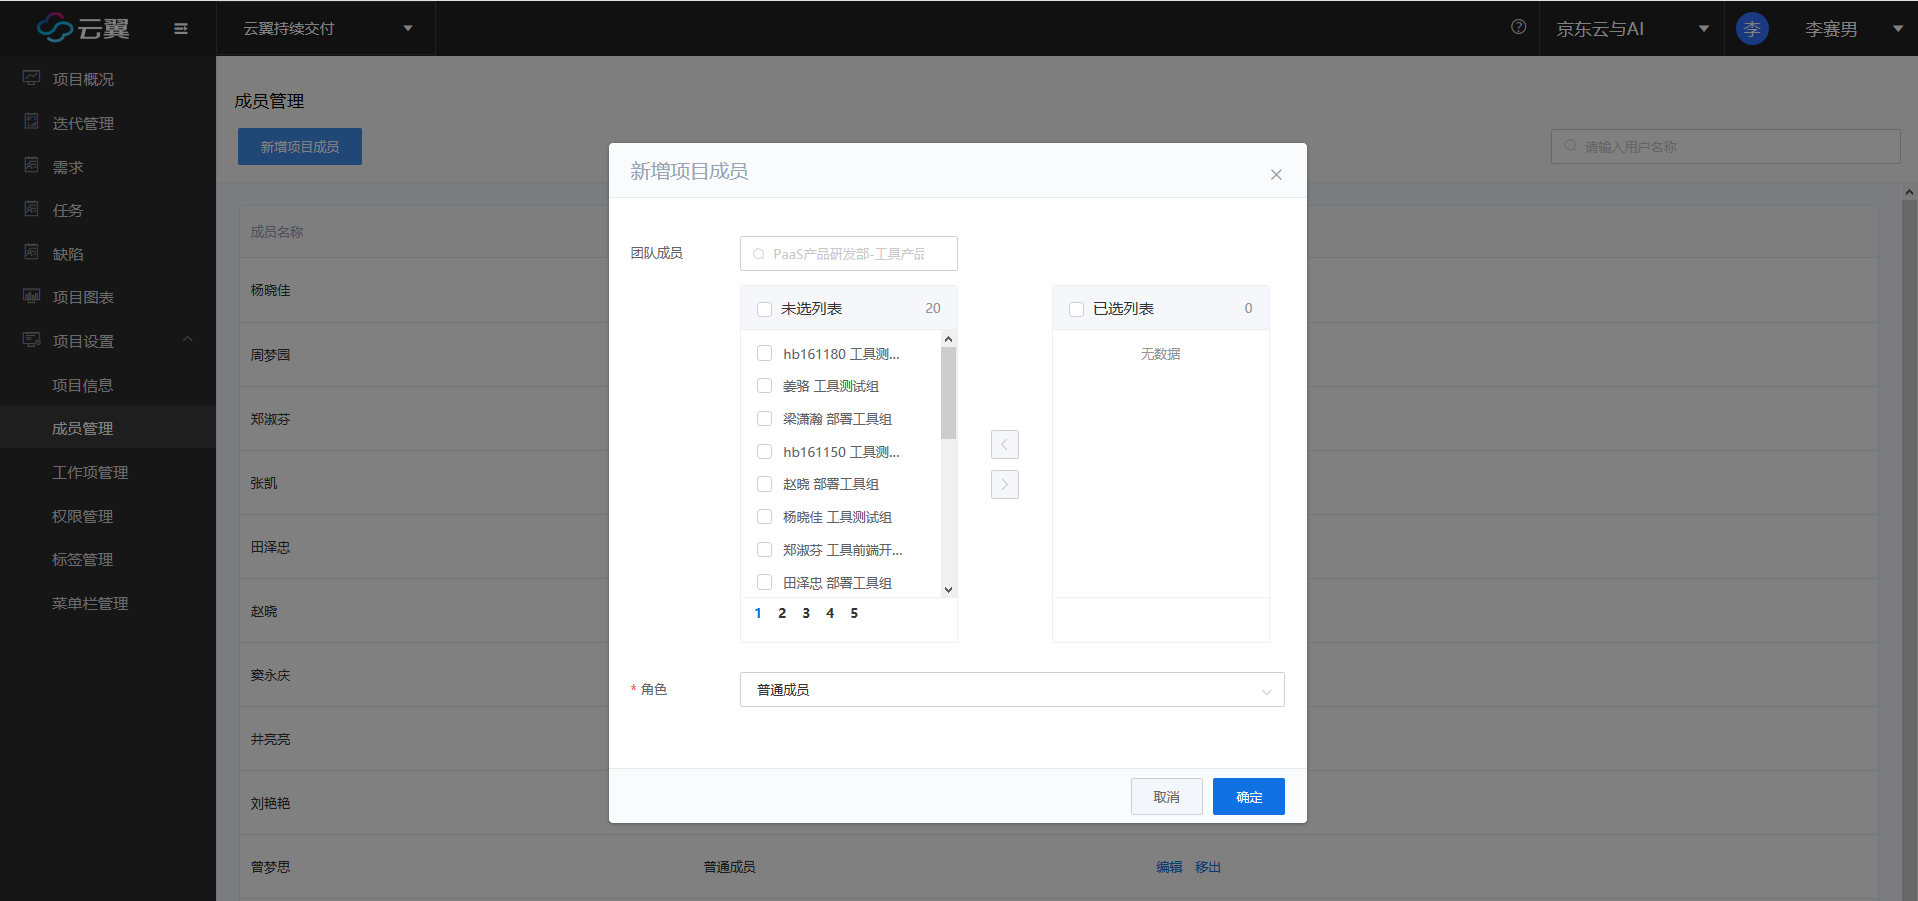 云翼
云翼持续交付
京东云与AI
李
李赛男
项目概况
迭代管理
需求
任务
缺陷
项目图表
项目设置
项目信息
成员管理
工作项管理
权限管理
标签管理
菜单栏管理
成员管理
新增项目成员
请输入用户名称
成员名称
杨晓佳
周梦园
郑淑芬
张凯
田泽忠
赵晓
窦永庆
井亮亮
刘艳艳
曾梦思 普通成员 编辑 移出
新增项目成员
团队成员
PaaS产品研发部-工具产品
未选列表 20
hb161180 工具测...
姜骆 工具测试组
梁潇瀚 部署工具组
hb161150 工具测...
赵晓 部署工具组
杨晓佳 工具测试组
郑淑芬 工具前端开...
田泽忠 部署工具组
1 2 3 4 5
已选列表 0
无数据
* 角色
普通成员
取消
确定